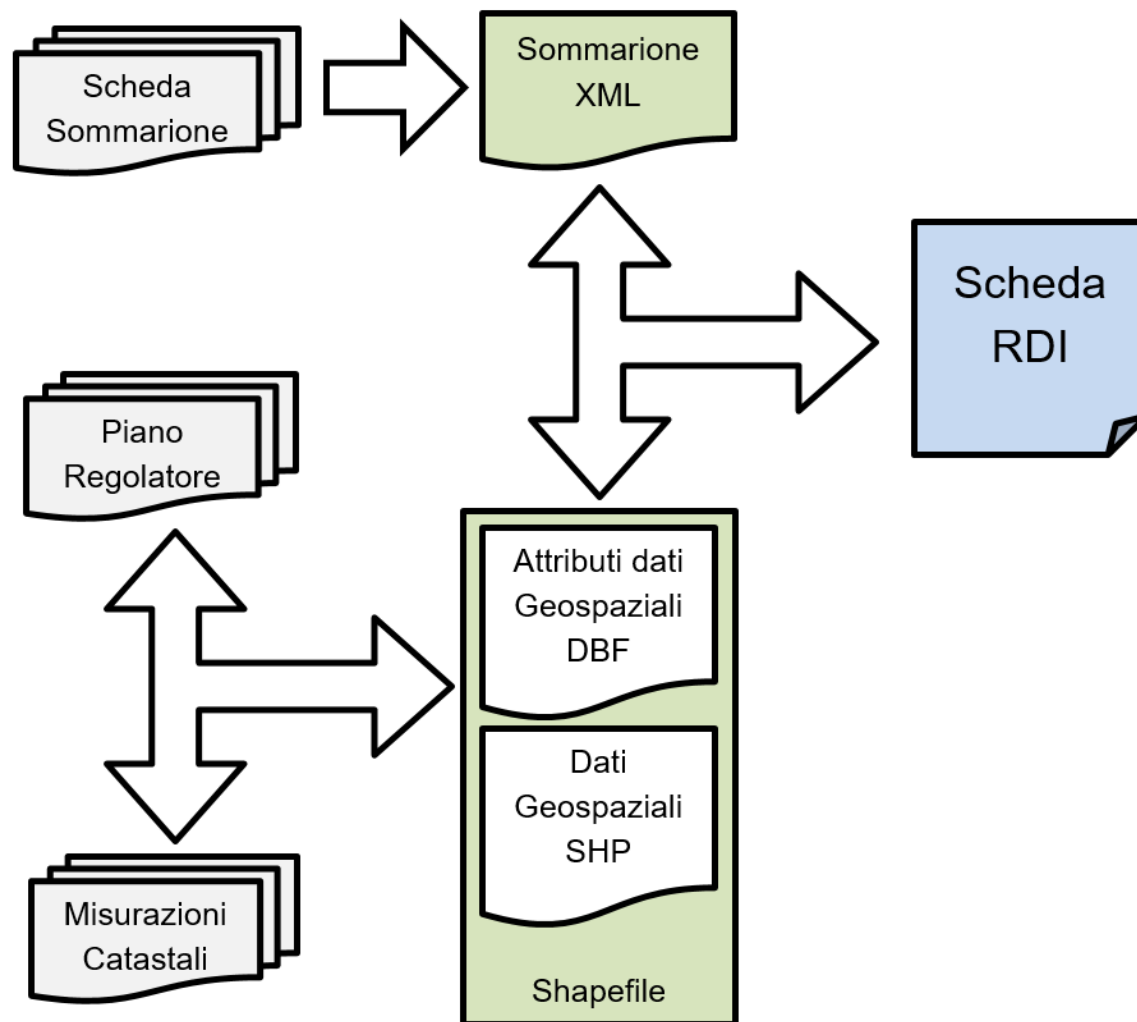 Scheda
Sommarione
Sommarione
XML
Scheda
RDI
Piano
Regolatore
Attributi dati
Geospaziali
DBF
Dati
Geospaziali
SHP
Misurazioni
Catastali
Shapefile